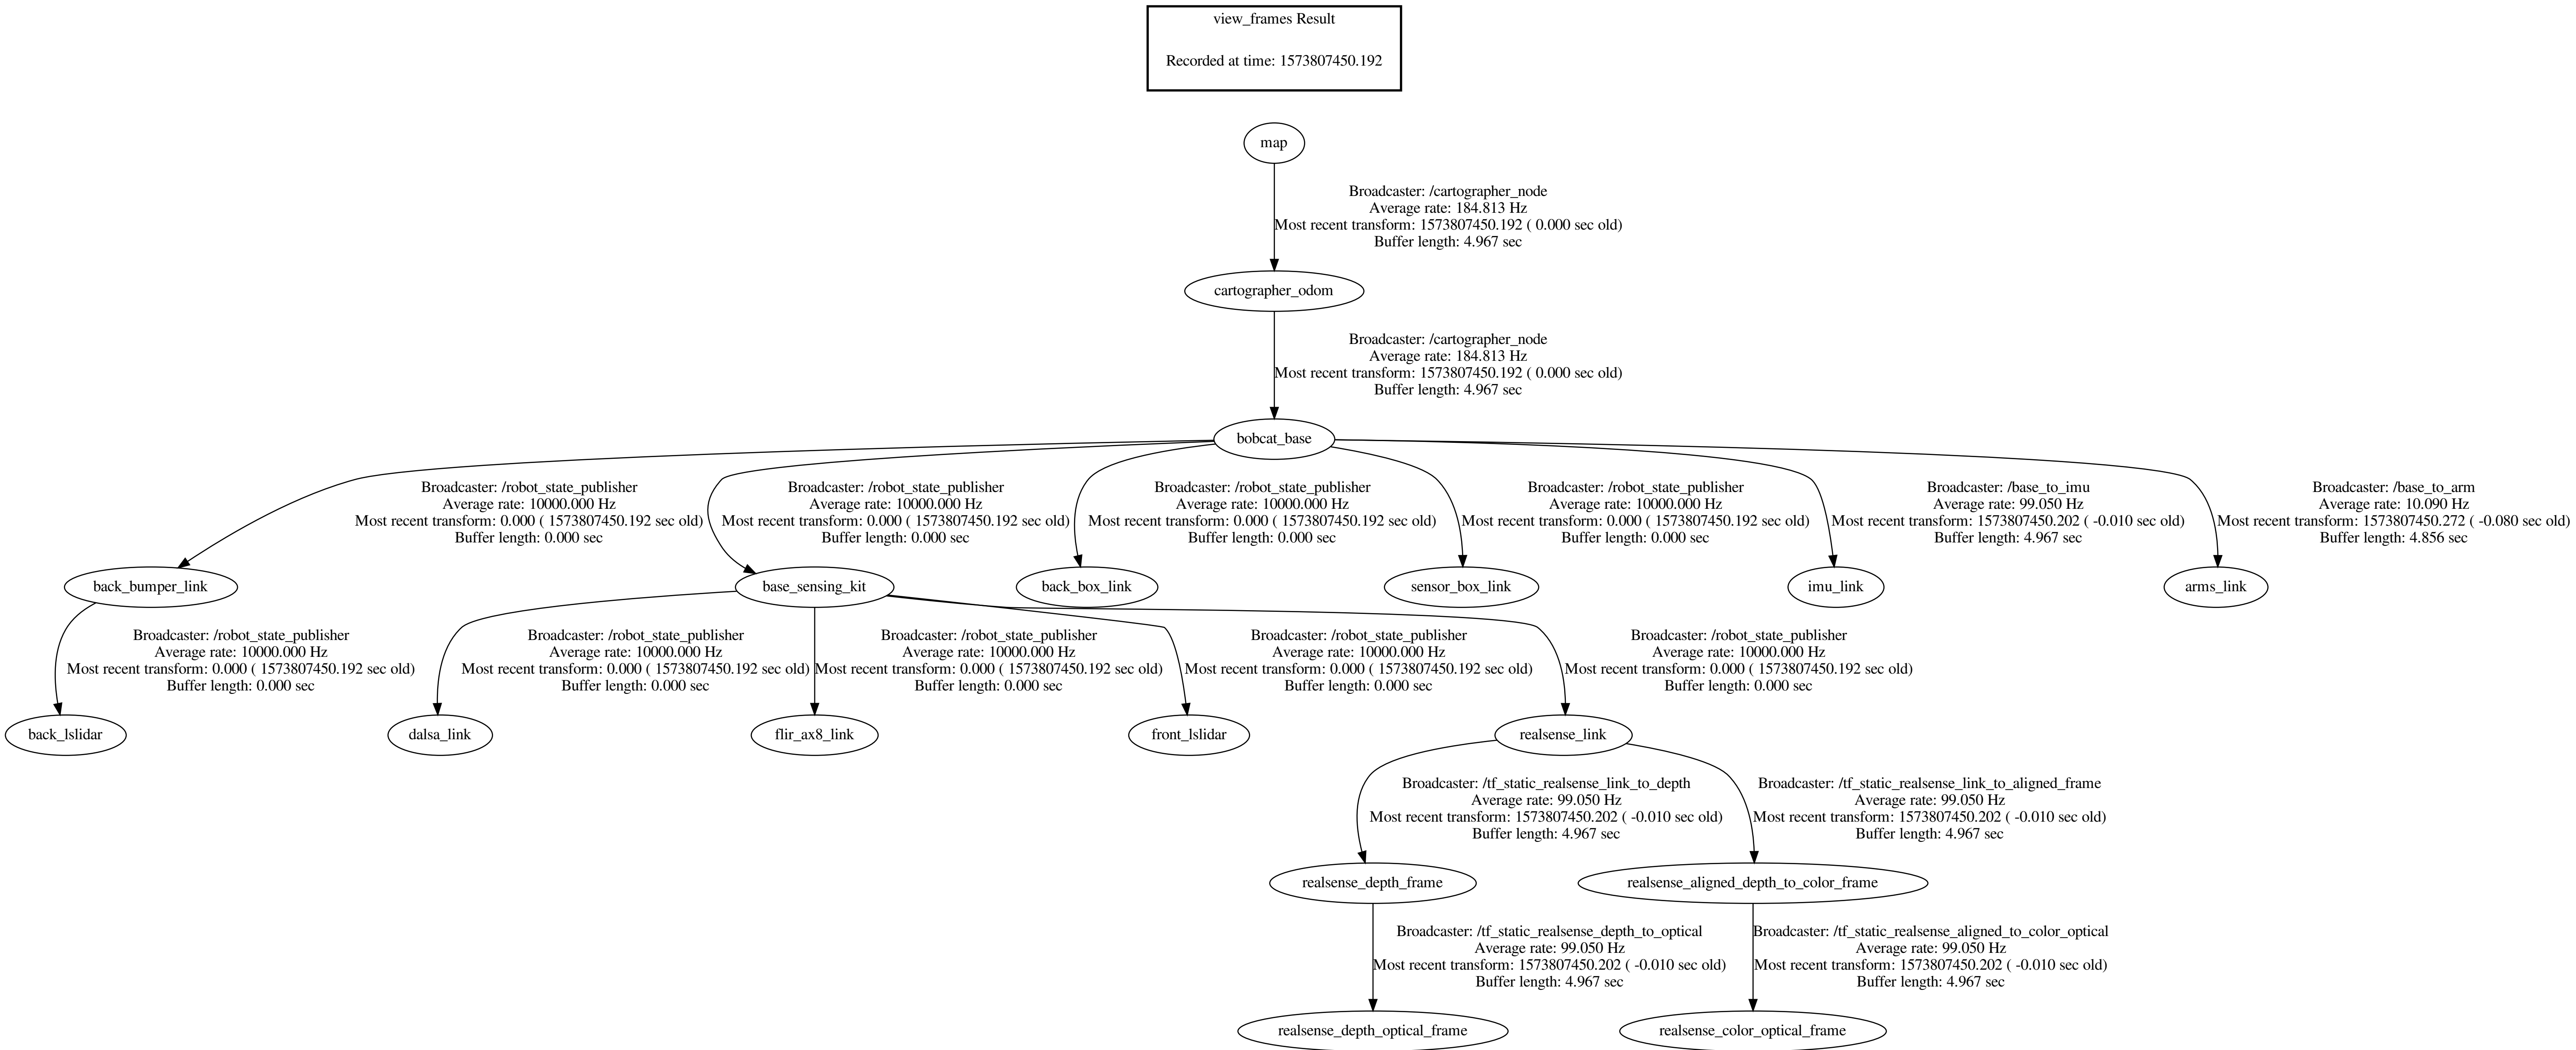 view_frames Result
Recorded at time: 1573807450.192
map
Broadcaster: /cartographer_node
Average rate: 184.813 Hz
Most recent transform: 1573807450.192 ( 0.000 sec old)
Buffer length: 4.967 sec
cartographer_odom
Broadcaster: /cartographer_node
Average rate: 184.813 Hz
Most recent transform: 1573807450.192 ( 0.000 sec old)
Buffer length: 4.967 sec
bobcat_base
Broadcaster: /robot_state_publisher
Average rate: 10000.000 Hz
Most recent transform: 0.000 ( 1573807450.192 sec old)
Buffer length: 0.000 sec
Broadcaster: /robot_state_publisher
Average rate: 10000.000 Hz
Most recent transform: 0.000 ( 1573807450.192 sec old)
Buffer length: 0.000 sec
Broadcaster: /robot_state_publisher
Average rate: 10000.000 Hz
Most recent transform: 0.000 ( 1573807450.192 sec old)
Buffer length: 0.000 sec
Broadcaster: /robot_state_publisher
Average rate: 10000.000 Hz
Most recent transform: 0.000 ( 1573807450.192 sec old)
Buffer length: 0.000 sec
Broadcaster: /base_to_imu
Average rate: 99.050 Hz
Most recent transform: 1573807450.202 ( -0.010 sec old)
Buffer length: 4.967 sec
Broadcaster: /base_to_arm
Average rate: 10.090 Hz
Most recent transform: 1573807450.272 ( -0.080 sec old)
Buffer length: 4.856 sec
back_bumper_link
base_sensing_kit
back_box_link
sensor_box_link
imu_link
arms_link
Broadcaster: /robot_state_publisher
Average rate: 10000.000 Hz
Most recent transform: 0.000 ( 1573807450.192 sec old)
Buffer length: 0.000 sec
Broadcaster: /robot_state_publisher
Average rate: 10000.000 Hz
Most recent transform: 0.000 ( 1573807450.192 sec old)
Buffer length: 0.000 sec
Broadcaster: /robot_state_publisher
Average rate: 10000.000 Hz
Most recent transform: 0.000 ( 1573807450.192 sec old)
Buffer length: 0.000 sec
Broadcaster: /robot_state_publisher
Average rate: 10000.000 Hz
Most recent transform: 0.000 ( 1573807450.192 sec old)
Buffer length: 0.000 sec
Broadcaster: /robot_state_publisher
Average rate: 10000.000 Hz
Most recent transform: 0.000 ( 1573807450.192 sec old)
Buffer length: 0.000 sec
back_lslidar
dalsa_link
flir_ax8_link
front_lslidar
realsense_link
Broadcaster: /tf_static_realsense_link_to_depth
Average rate: 99.050 Hz
Most recent transform: 1573807450.202 ( -0.010 sec old)
Buffer length: 4.967 sec
Broadcaster: /tf_static_realsense_link_to_aligned_frame
Average rate: 99.050 Hz
Most recent transform: 1573807450.202 ( -0.010 sec old)
Buffer length: 4.967 sec
realsense_depth_frame
realsense_aligned_depth_to_color_frame
Broadcaster: /tf_static_realsense_depth_to_optical
Average rate: 99.050 Hz
Most recent transform: 1573807450.202 ( -0.010 sec old)
Buffer length: 4.967 sec
Broadcaster: /tf_static_realsense_aligned_to_color_optical
Average rate: 99.050 Hz
Most recent transform: 1573807450.202 ( -0.010 sec old)
Buffer length: 4.967 sec
realsense_depth_optical_frame
realsense_color_optical_frame